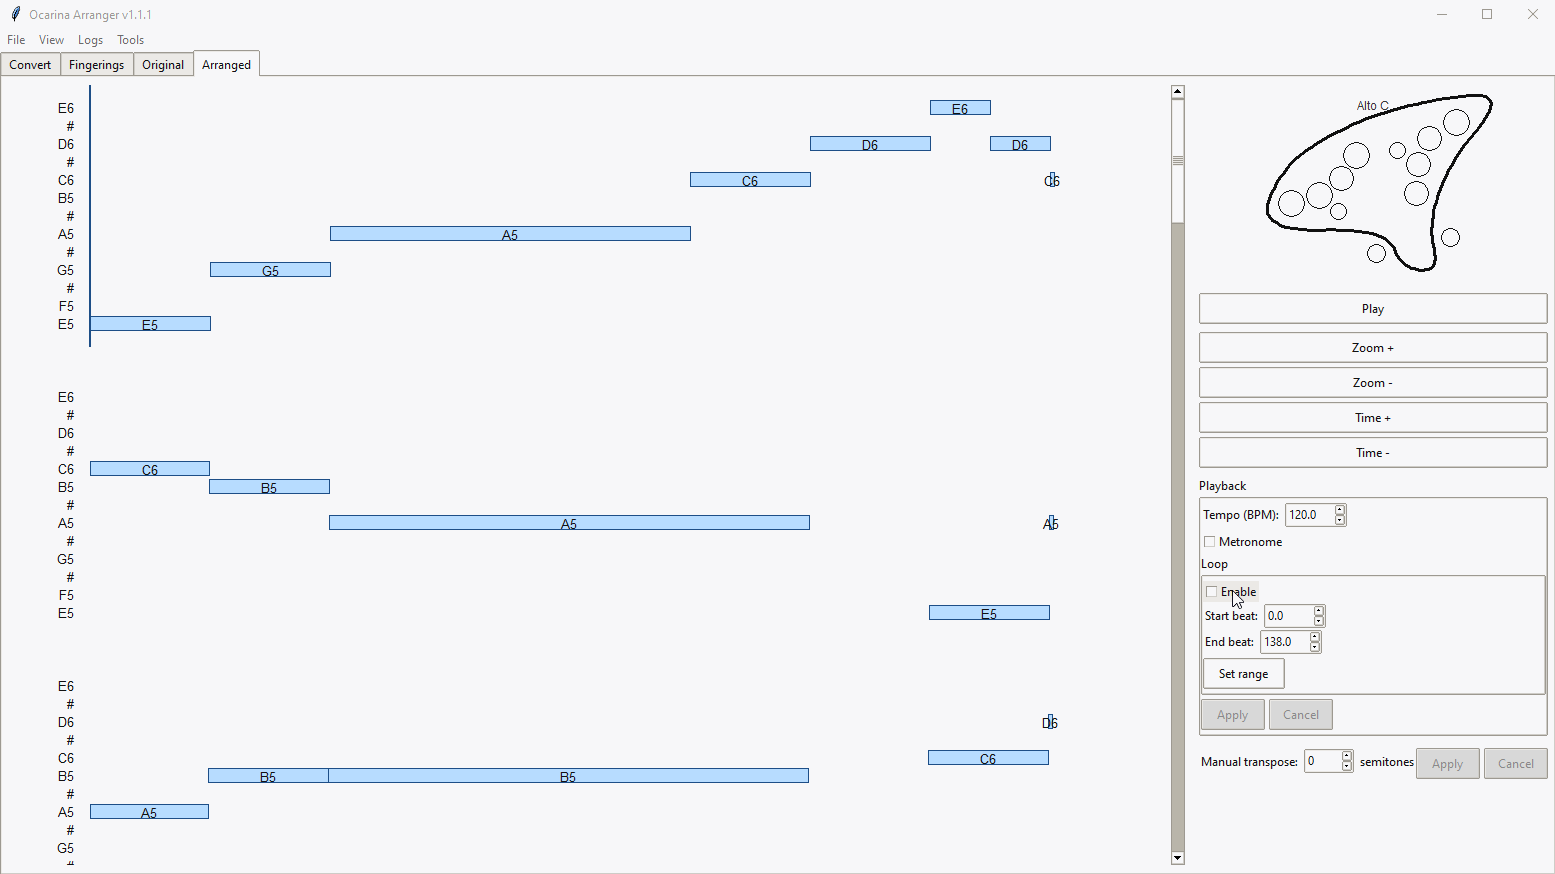 Ocarina Arranger v1.1.1
File View Logs Tools
Convert Fingerings Original Arranged
E6 E6
#
D6 D6 D6
#
C6 C6 C6
B5
#
A5 A5
#
G5 G5
#
F5
E5 E5
E6
#
D6
#
C6 C6
B5 B5
#
A5 A5 A5
#
G5
#
F5
E5 E5
E6
#
D6 D6
#
C6 C6
B5 B5 B5
#
A5 A5
#
G5
#
Alto C
Play
Zoom +
Zoom -
Time +
Time -
Playback
Tempo (BPM): 120.0
Metronome
Loop
Enable
Start beat: 0.0
End beat: 138.0
Set range
Apply Cancel
Manual transpose: 0 semitones Apply Cancel